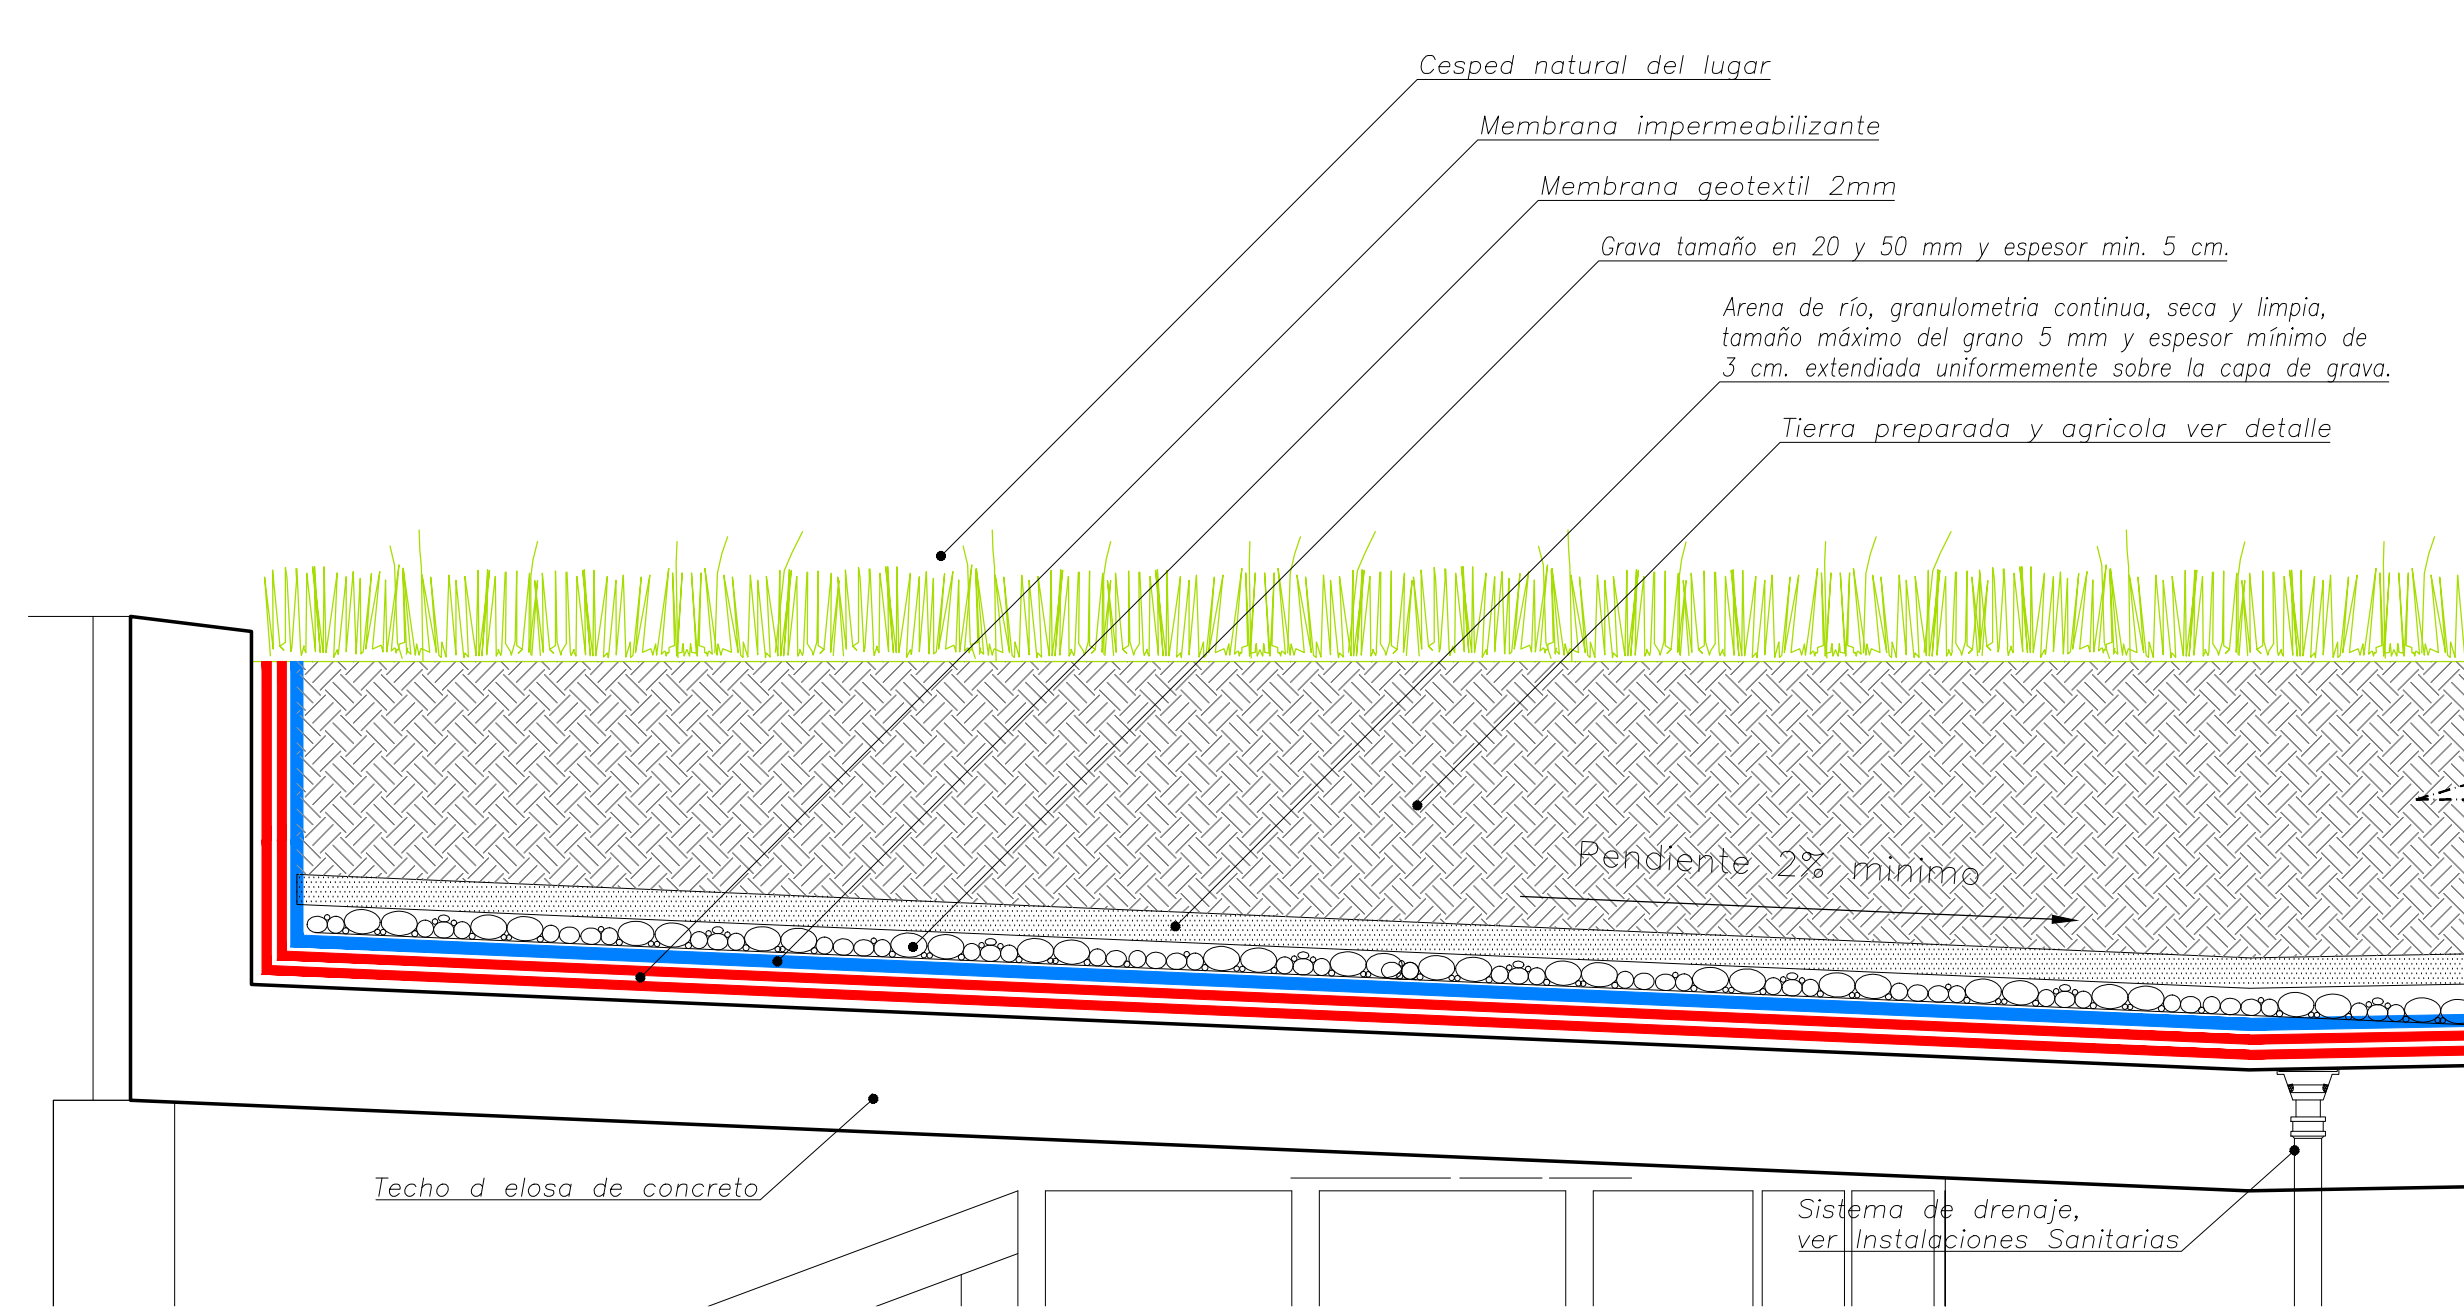 Cesped natural del lugar
Membrana impermeabilizante
Membrana geotextil 2mm
Grava tamaño en 20 y 50 mm y espesor min. 5 cm.
Arena de río, granulometria continua, seca y limpia,
tamaño máximo del grano 5 mm y espesor mínimo de
3 cm. extendiada uniformemente sobre la capa de grava.
Tierra preparada y agricola ver detalle
Pendiente 2% minimo
Techo d elosa de concreto
Sistema de drenaje,
ver Instalaciones Sanitarias